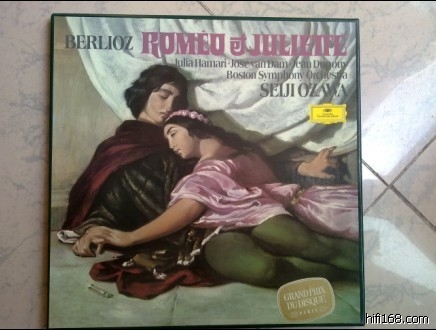 BERLIOZ ROMÉO et JULIETTE
Julia Hamari · José van Dam · Jean Dupouy
Boston Symphony Orchestra
SEIJI OZAWA
GRAND PRIX
DU DISQUE
PARIS
hifi168.com